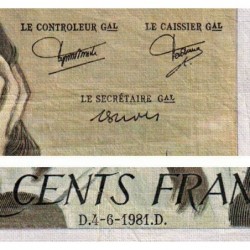 LE CONTROLEUR GAL LE CAISSIER GAL
LE SECRÉTAIRE GAL
CENTS FRAN
D.4-6-1981.D.